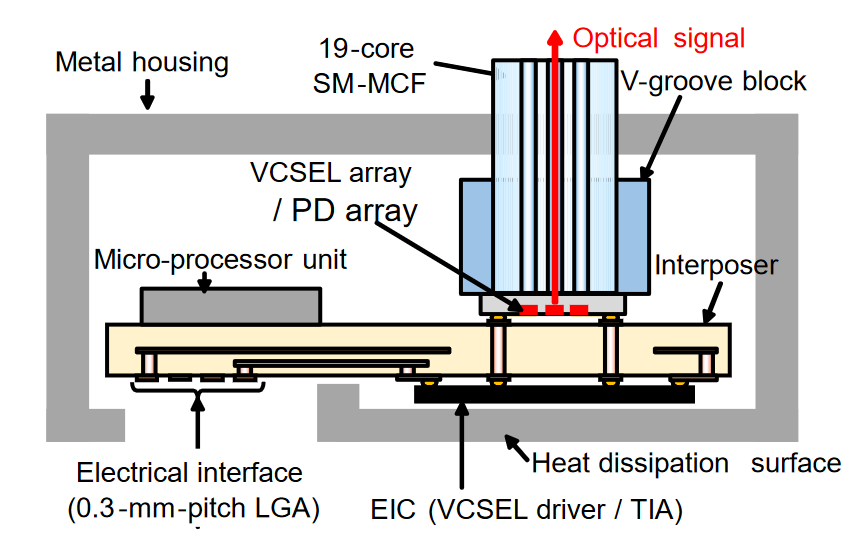 Optical signal
19-core
SM-MCF
Metal housing
V-groove block
VCSEL array
/ PD array
Micro-processor unit
Interposer
Electrical interface
(0.3-mm-pitch LGA)
Heat dissipation surface
EIC (VCSEL driver / TIA)